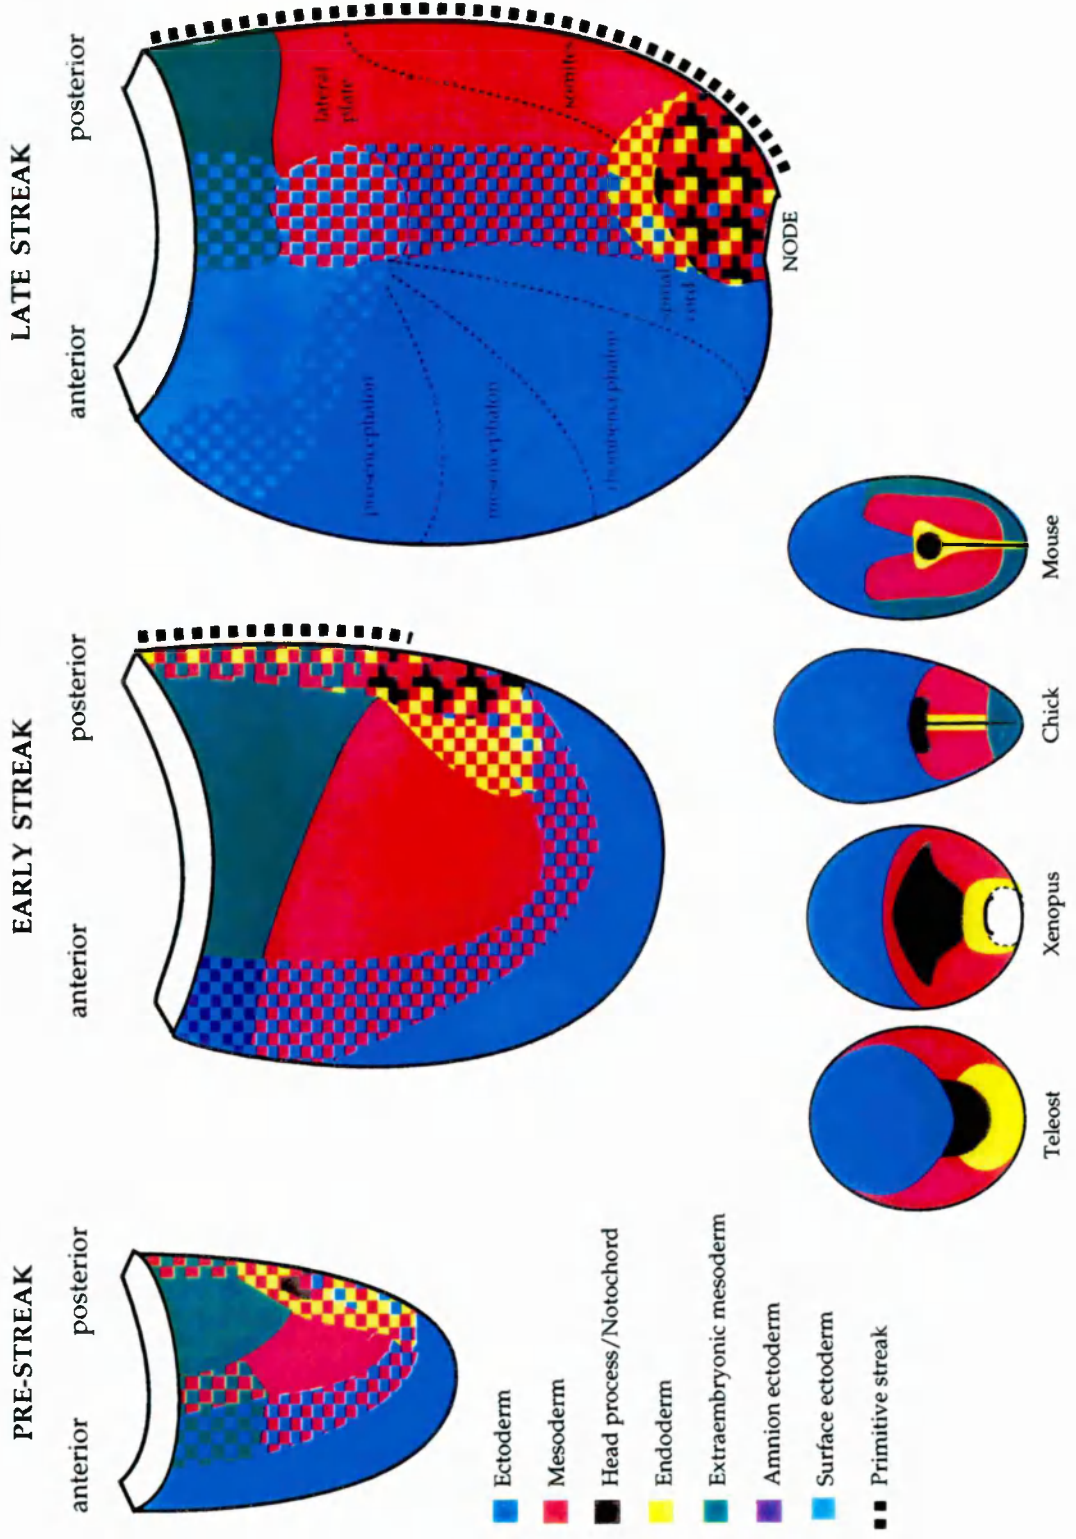 PRE-STREAK
anterior
posterior
EARLY STREAK
anterior
posterior
LATE STREAK
anterior
posterior
lateral
plate
somites
prosencephalon
mesencephalon
spinal
cord
NODE
Ectoderm
Mesoderm
Head process/Notochord
Endoderm
Extraembryonic mesoderm
Amnion ectoderm
Surface ectoderm
Primitive streak
Teleost
Xenopus
Chick
Mouse